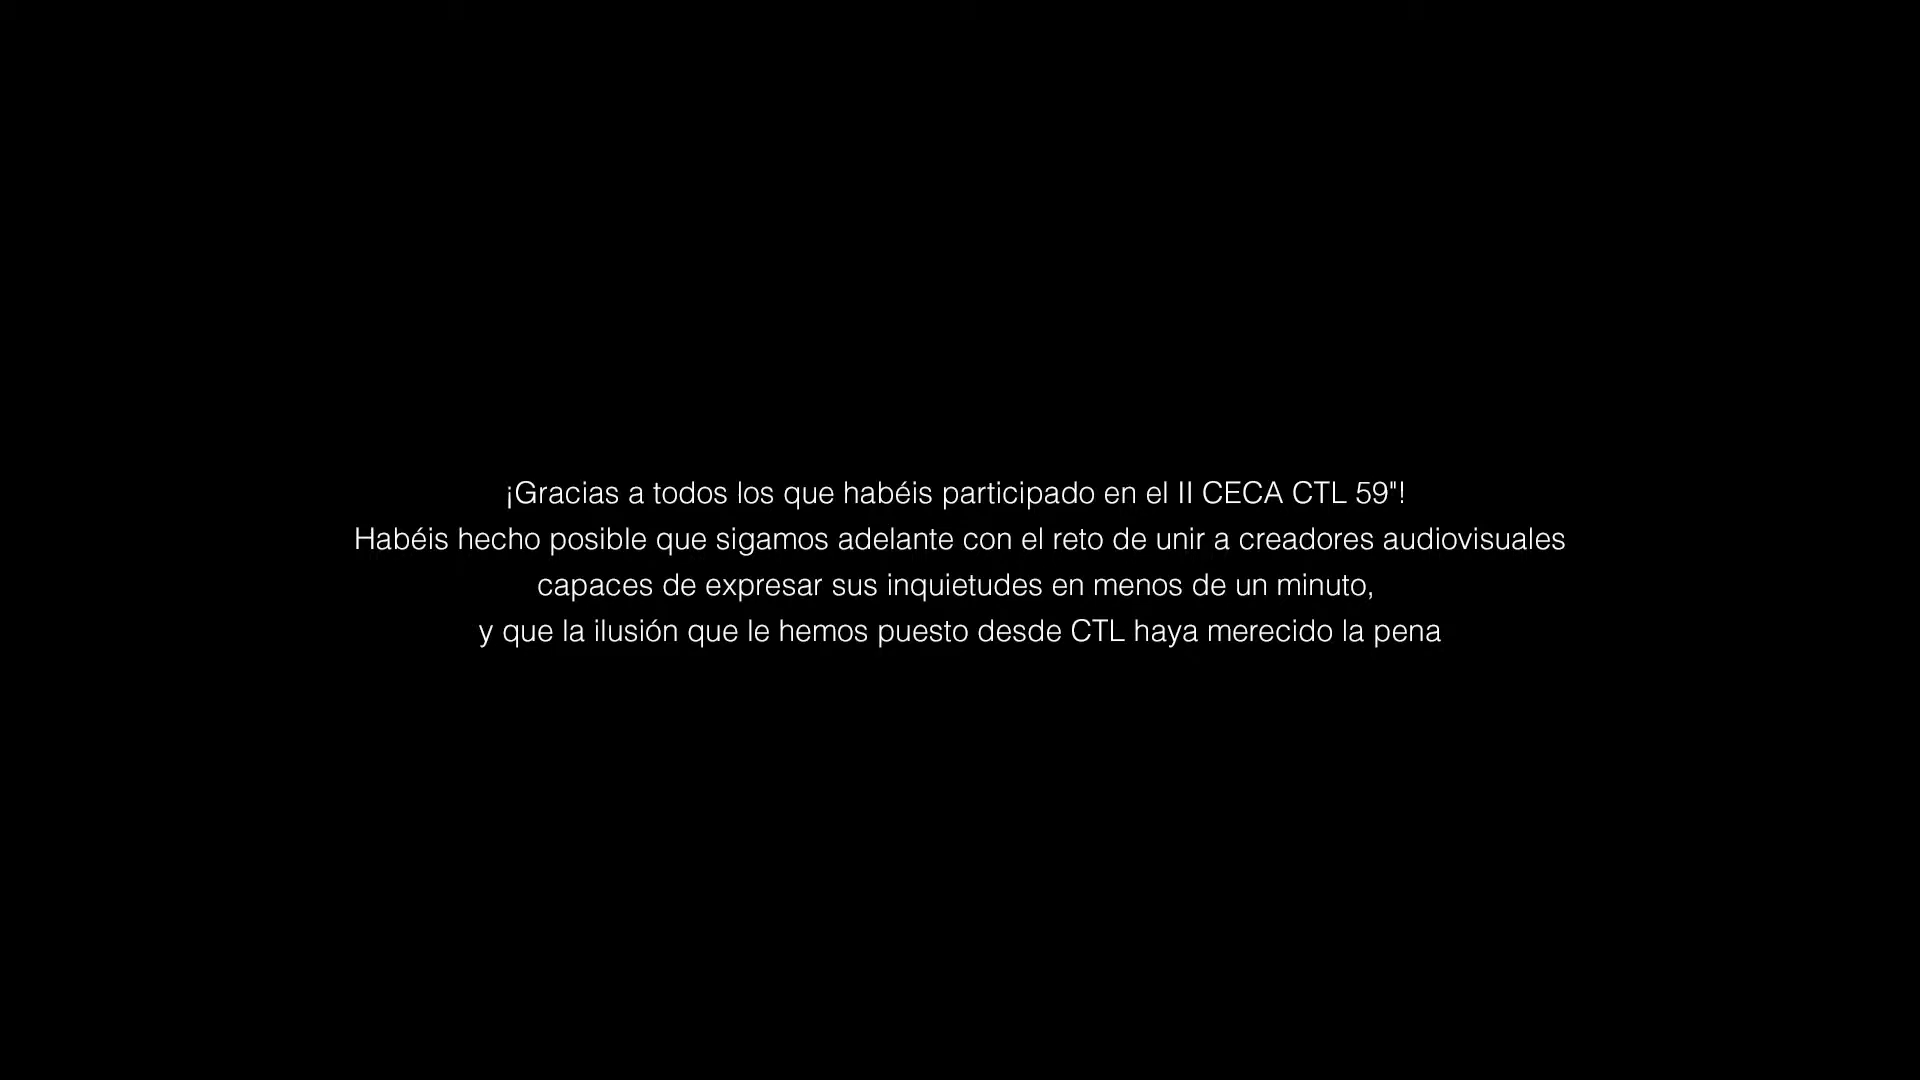 ¡Gracias a todos los que habéis participado en el II CECA CTL 59"!
Habéis hecho posible que sigamos adelante con el reto de unir a creadores audiovisuales
capaces de expresar sus inquietudes en menos de un minuto,
y que la ilusión que le hemos puesto desde CTL haya merecido la pena